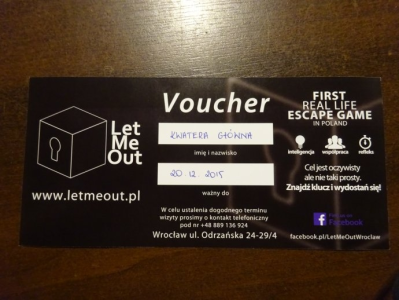 Let
Me
Out
www.letmeout.pl
Voucher
KWATERA GŁÓWNA
imię i nazwisko
20.12.2015
ważny do
W celu ustalenia dogodnego terminu
wizyty prosimy o kontakt telefoniczny
pod nr +48 889 136 924
Wrocław ul. Odrzańska 24-29/4
FIRST
REAL LIFE
ESCAPE GAME
IN POLAND
inteligencja współpraca refleks
Cel jest oczywisty
ale nie taki prosty.
Znajdź klucz i wydostań się!
Facebook
facebook.pl/LetMeOutWroclaw